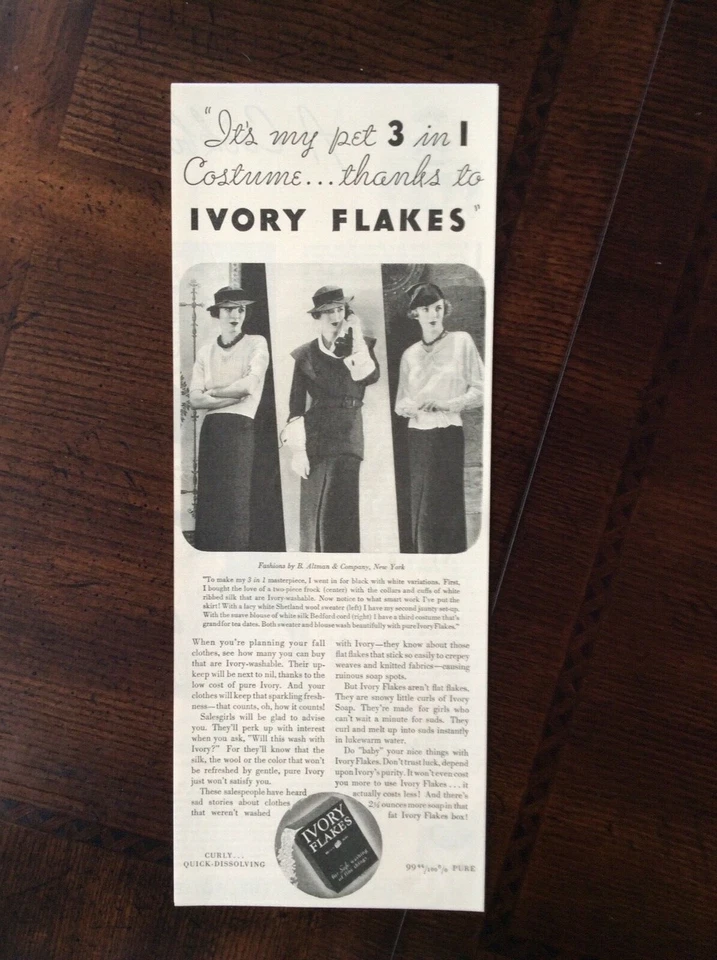 "It's my pet 3 in 1
Costume...thanks to
IVORY FLAKES"
Fashions by B. Altman & Company, New York
"To make my 3 in 1 masterpiece, I went in for black with white variations. First,
I bought the love of a two-piece frock (center) with the collars and cuffs of white
ribbed silk that are Ivory-washable. Now notice to what smart work I've put the
skirt! With a lacy white Shetland wool sweater (left) I have my second jaunty set-up.
With the suave blouse of white silk Bedford cord (right) I have a third costume that's
grand for tea dates. Both sweater and blouse wash beautifully with pure Ivory Flakes."
When you're planning your fall
clothes, see how many you can buy
that are Ivory-washable. Their up-
keep will be next to nil, thanks to the
low cost of pure Ivory. And your
clothes will keep that sparkling fresh-
ness—that counts, oh, how it counts!
Salesgirls will be glad to advise
you. They'll perk up with interest
when you ask, "Will this wash with
Ivory?" For they'll know that the
silk, the wool or the color that won't
be refreshed by gentle, pure Ivory
just won't satisfy you.
These salespeople have heard
sad stories about clothes
that weren't washed
with Ivory—they know about those
flat flakes that stick so easily to crepey
weaves and knitted fabrics—causing
ruinous soap spots.
But Ivory Flakes aren't flat flakes.
They are snowy little curls of Ivory
Soap. They're made for girls who
can't wait a minute for suds. They
curl and melt up into suds instantly
in lukewarm water.
Do "baby" your nice things with
Ivory Flakes. Don't trust luck, depend
upon Ivory's purity. It won't even cost
you more to use Ivory Flakes...it
actually costs less! And there's
2¼ ounces more soap in that
fat Ivory Flakes box!
IVORY
FLAKES
for safe washing
of fine things
CURLY...
QUICK-DISSOLVING
99 44/100% PURE